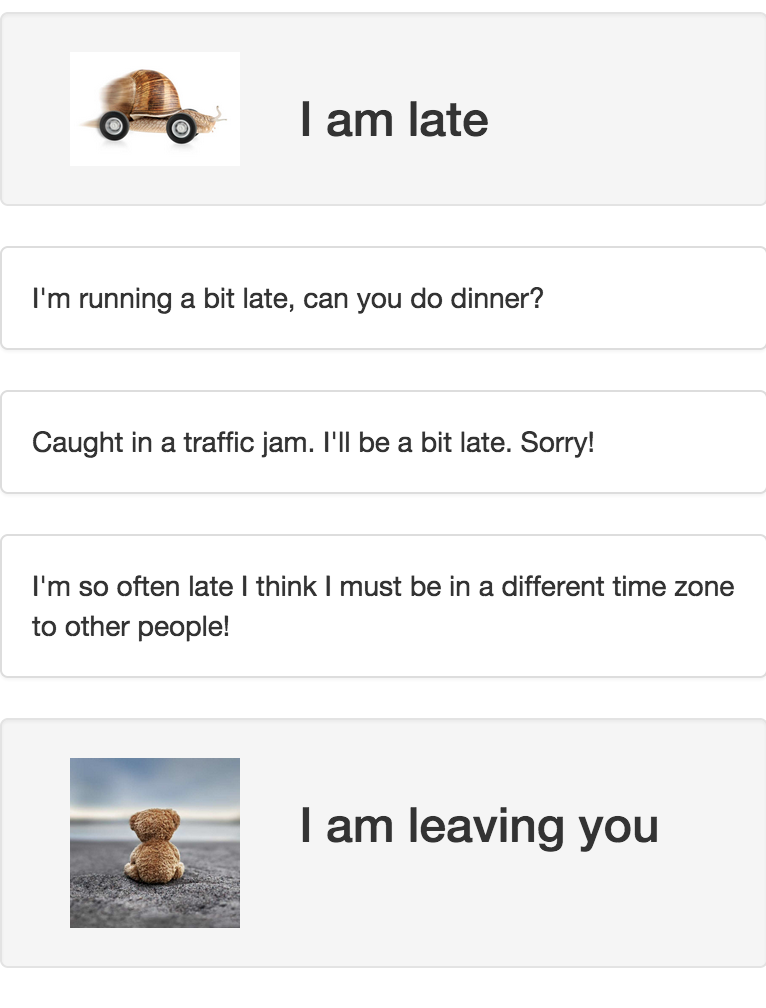 I am late
I'm running a bit late, can you do dinner?
Caught in a traffic jam. I'll be a bit late. Sorry!
I'm so often late I think I must be in a different time zone
to other people!
I am leaving you